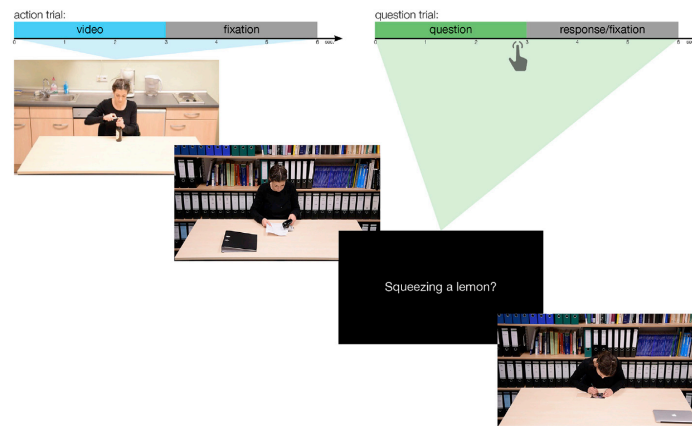 action trial:
video
fixation
0 1 2 3 4 5 6 sec.
question trial:
question
response/fixation
0 1 2 3 4 5 6
Squeezing a lemon?